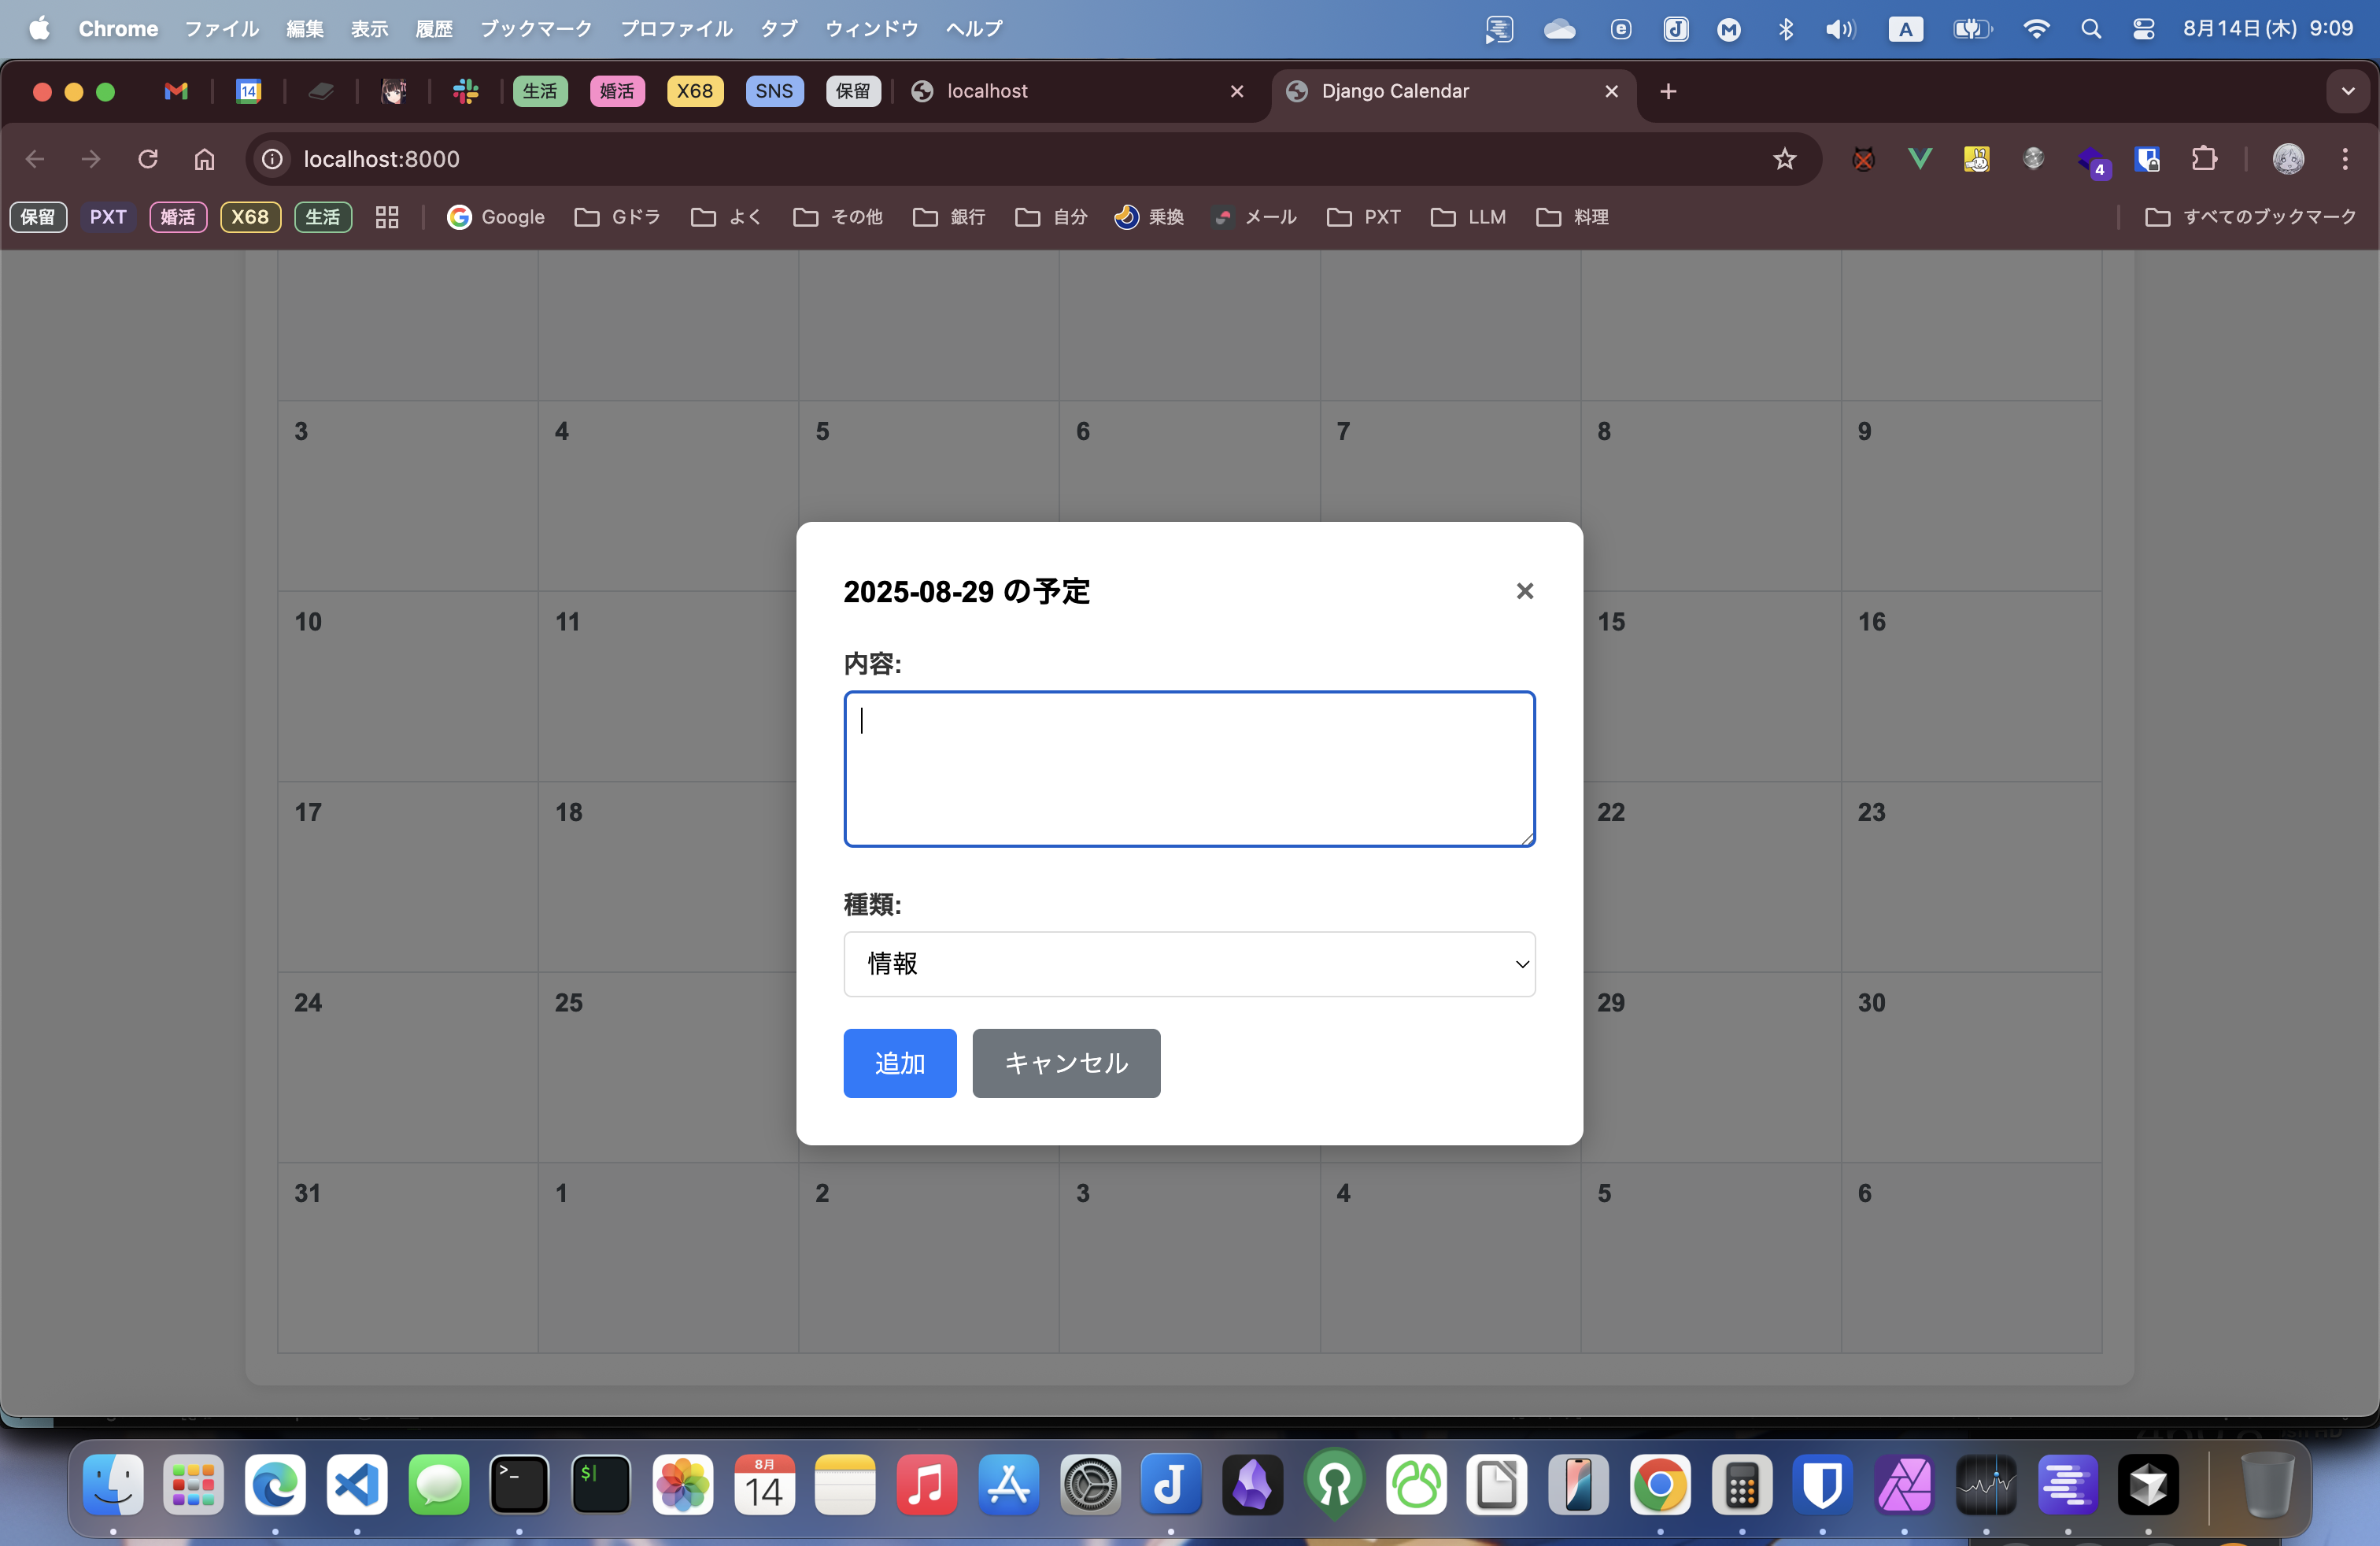 Chrome ファイル 編集 表示 履歴 ブックマーク プロファイル タブ ウィンドウ ヘルプ A 8月14日(木) 9:09
14 生活 婚活 X68 SNS 保留 localhost Django Calendar
localhost:8000 4
保留 PXT 婚活 X68 生活 Google Gドラ よく その他 銀行 自分 乗換 メール PXT LLM 料理 すべてのブックマーク
3 4 5 6 7 8 9
2025-08-29 の予定 ×
10 11 15 16
内容:
17 18 22 23
種類:
情報
24 25 29 30
追加 キャンセル
31 1 2 3 4 5 6
8月
14